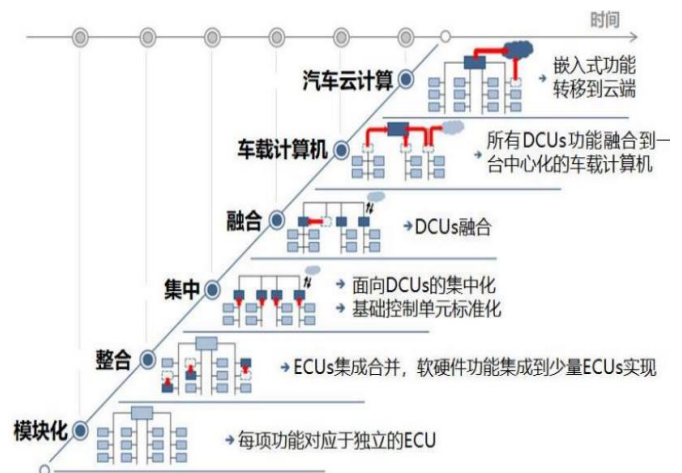 时间
汽车云计算
嵌入式功能
转移到云端
车载计算机
所有DCUs功能融合到一
台中心化的车载计算机
融合
DCUs融合
集中
面向DCUs的集中化
基础控制单元标准化
整合
ECUs集成合并，软硬件功能集成到少量ECUs实现
模块化
每项功能对应于独立的ECU